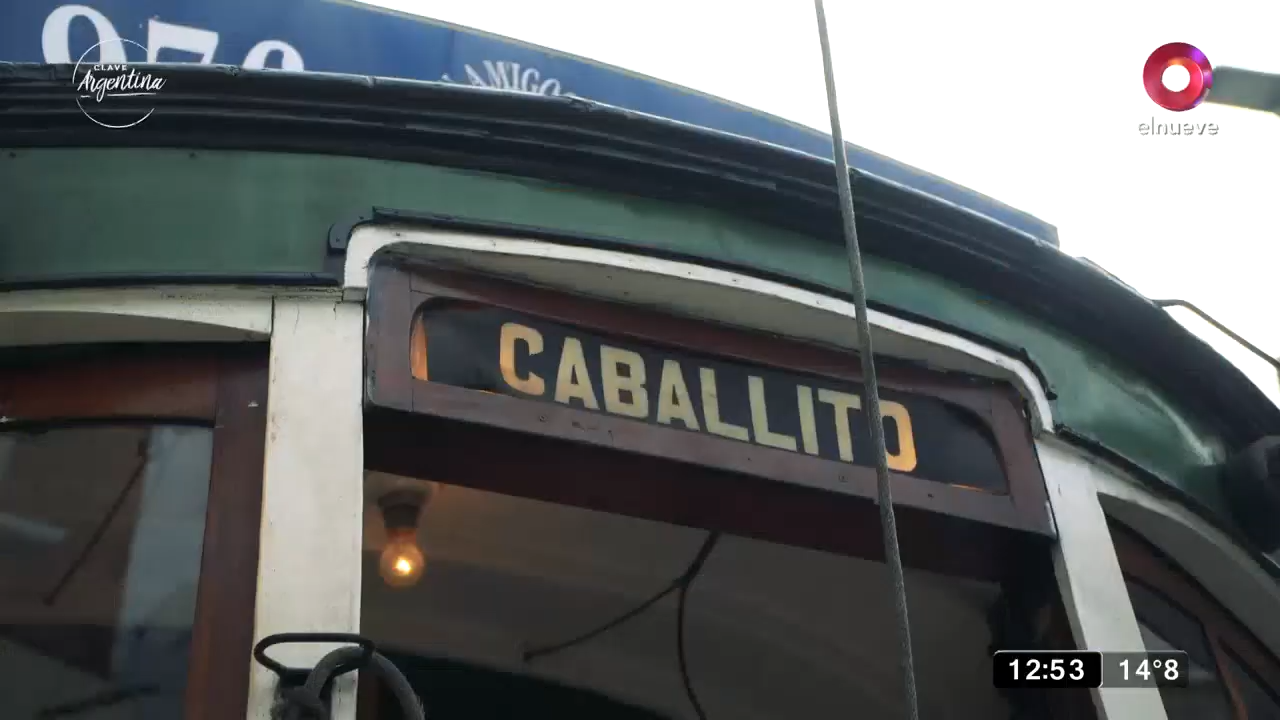 AMIGOS
CLAVE
Argentina
elnueve
CABALLITO
12:53 14°8